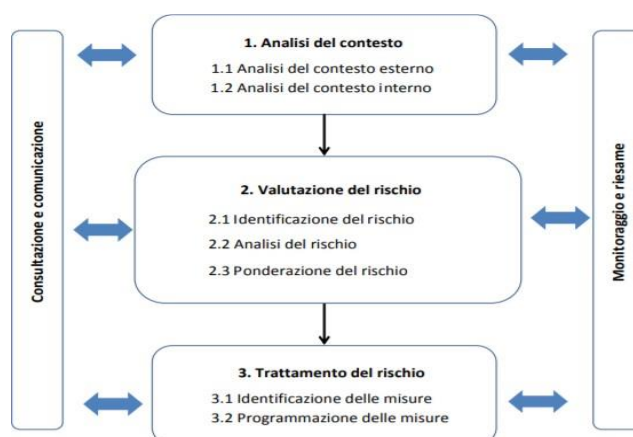 1. Analisi del contesto
1.1 Analisi del contesto esterno
1.2 Analisi del contesto interno
Consultazione e comunicazione
2. Valutazione del rischio
2.1 Identificazione del rischio
2.2 Analisi del rischio
2.3 Ponderazione del rischio
Monitoraggio e riesame
3. Trattamento del rischio
3.1 Identificazione delle misure
3.2 Programmazione delle misure